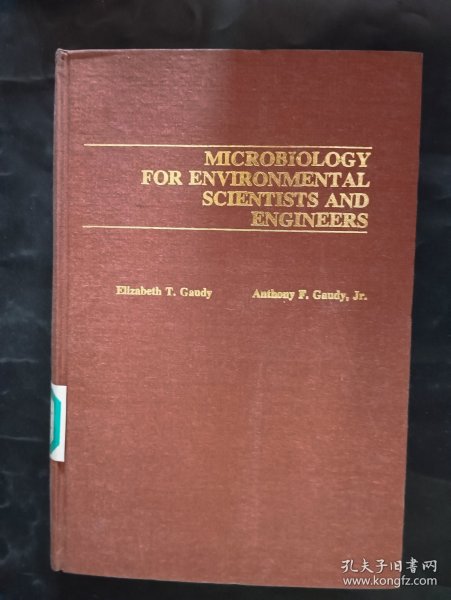 MICROBIOLOGY
FOR ENVIRONMENTAL
SCIENTISTS AND
ENGINEERS
Elizabeth T. Gaudy Anthony F. Gaudy, Jr.
孔夫子旧书网
www.kongfz.com